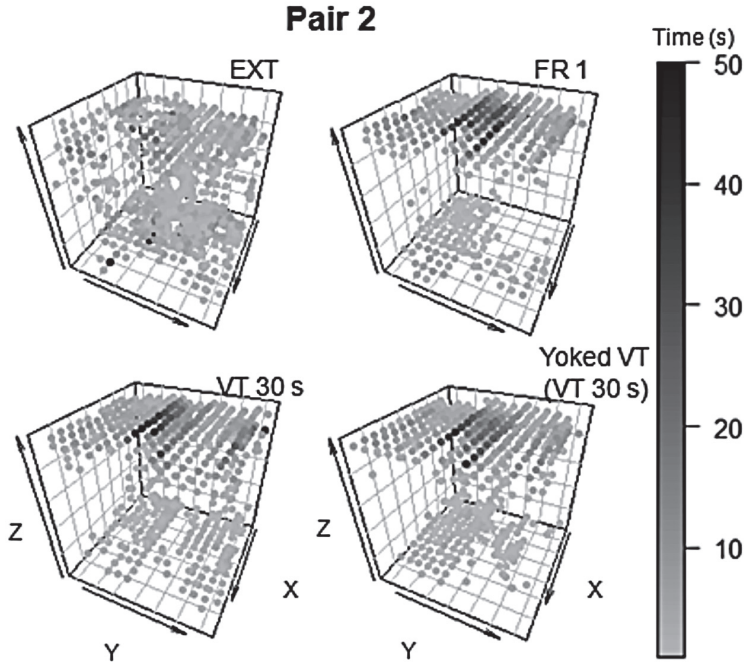 Pair 2
Time (s)
EXT
FR 1
50
40
30
20
10
VT 30 s
Yoked VT
(VT 30 s)
Z
X
Y
Z
X
Y